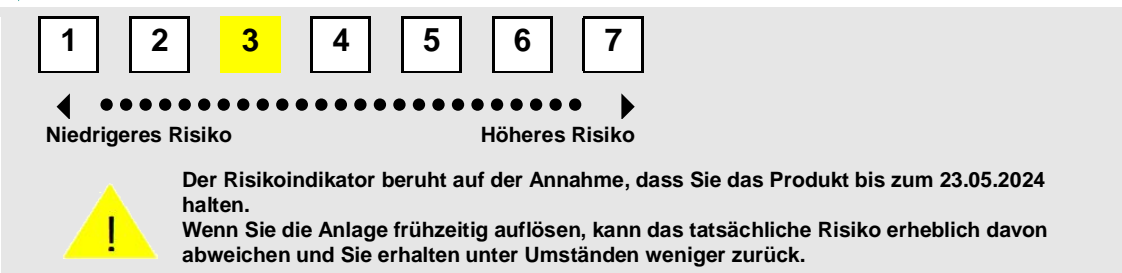 1 2 3 4 5 6 7
Niedrigeres Risiko Höheres Risiko
Der Risikoindikator beruht auf der Annahme, dass Sie das Produkt bis zum 23.05.2024
halten.
Wenn Sie die Anlage frühzeitig auflösen, kann das tatsächliche Risiko erheblich davon
abweichen und Sie erhalten unter Umständen weniger zurück.
!